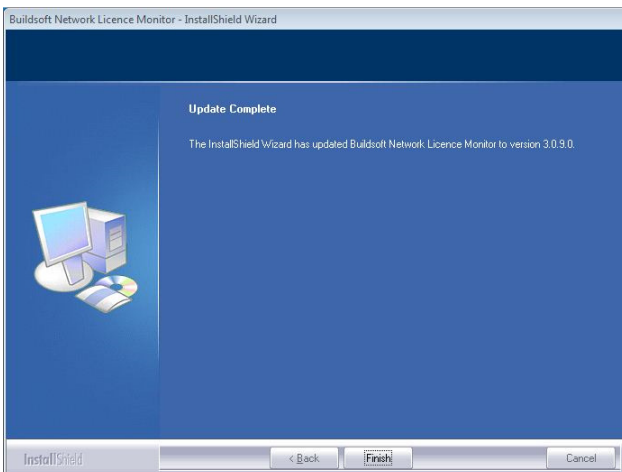 Buildsoft Network Licence Monitor - InstallShield Wizard
Update Complete
The InstallShield Wizard has updated Buildsoft Network Licence Monitor to version 3.0.9.0.
InstallShield
< Back
Finish
Cancel